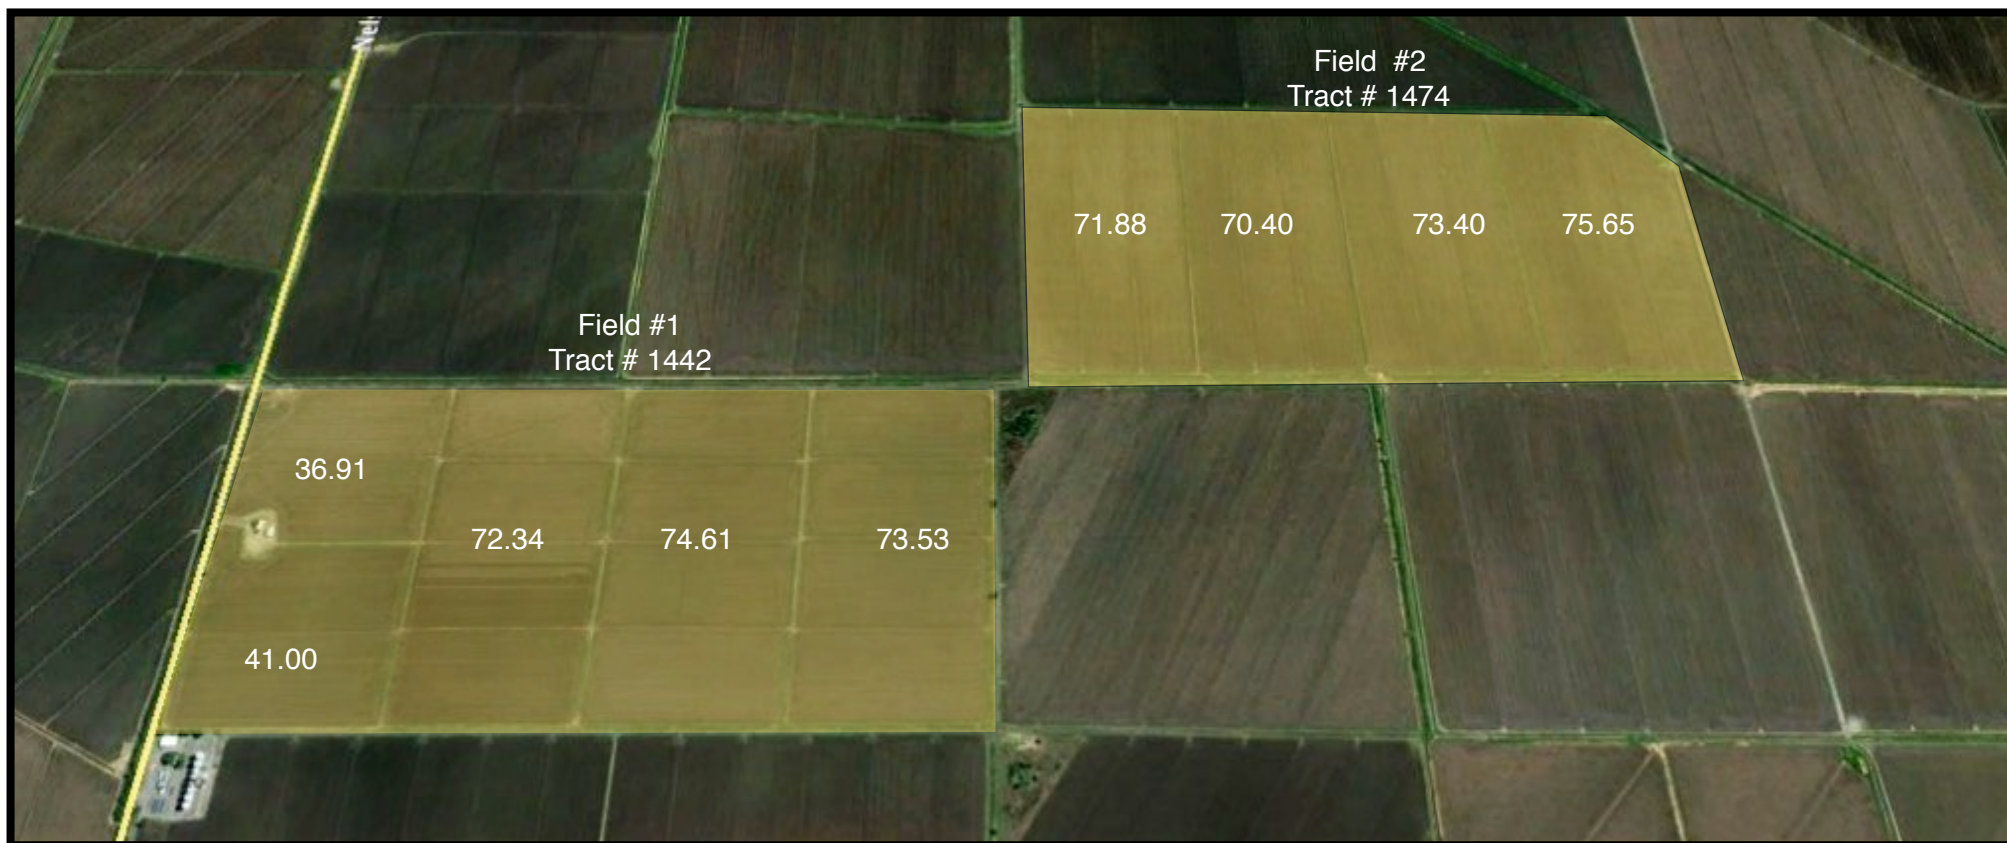 Nels
Field #2
Tract # 1474
71.88 70.40 73.40 75.65
Field #1
Tract # 1442
36.91
72.34 74.61 73.53
41.00